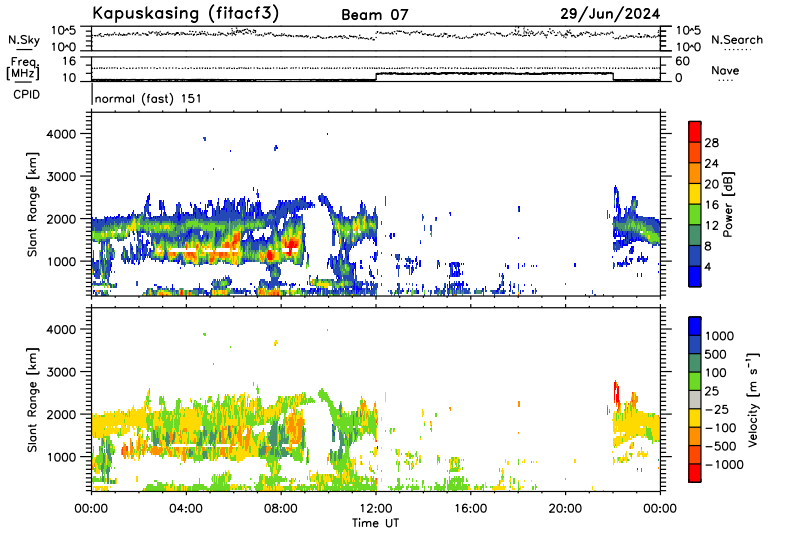 Kapuskasing (fitacf3) Beam 07 29/Jun/2024
N.Sky 10^5 10^0 10^5 10^0 N.Search
Freq. [MHz] 16 10 60 0 Nave
CPID normal (fast) 151
Slant Range [km] 4000 3000 2000 1000
28 24 20 16 12 8 4 Power [dB]
Slant Range [km] 4000 3000 2000 1000
1000 500 100 25 -25 -100 -500 -1000 Velocity [m s^-1]
00:00 04:00 08:00 12:00 16:00 20:00 00:00
Time UT